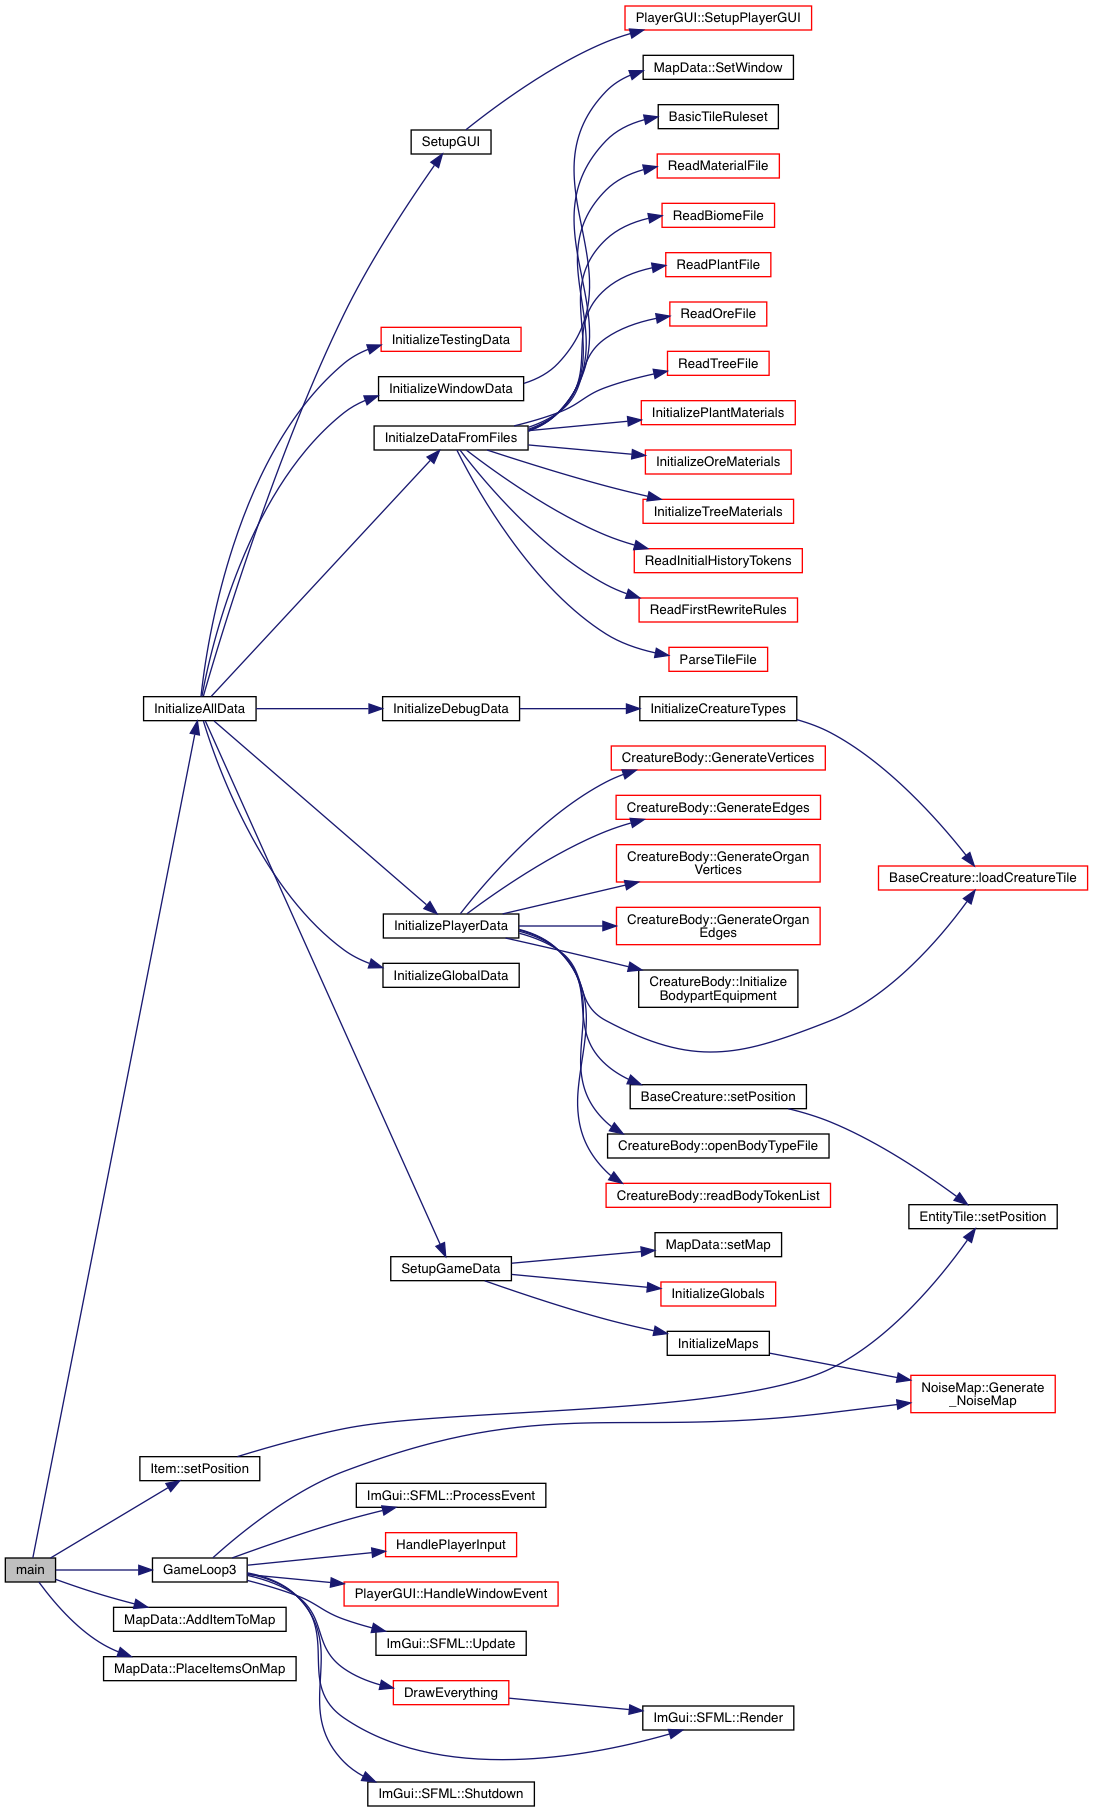 PlayerGUI::SetupPlayerGUI
MapData::SetWindow
BasicTileRuleset
SetupGUI
ReadMaterialFile
ReadBiomeFile
ReadPlantFile
ReadOreFile
InitializeTestingData
ReadTreeFile
InitializeWindowData
InitializePlantMaterials
InitialzeDataFromFiles
InitializeOreMaterials
InitializeTreeMaterials
ReadInitialHistoryTokens
ReadFirstRewriteRules
ParseTileFile
InitializeAllData
InitializeDebugData
InitializeCreatureTypes
CreatureBody::GenerateVertices
CreatureBody::GenerateEdges
CreatureBody::GenerateOrgan
Vertices
BaseCreature::loadCreatureTile
CreatureBody::GenerateOrgan
Edges
InitializePlayerData
InitializeGlobalData
CreatureBody::Initialize
BodypartEquipment
BaseCreature::setPosition
CreatureBody::openBodyTypeFile
CreatureBody::readBodyTokenList
EntityTile::setPosition
MapData::setMap
SetupGameData
InitializeGlobals
InitializeMaps
NoiseMap::Generate
_NoiseMap
Item::setPosition
ImGui::SFML::ProcessEvent
HandlePlayerInput
main
GameLoop3
PlayerGUI::HandleWindowEvent
MapData::AddItemToMap
ImGui::SFML::Update
MapData::PlaceItemsOnMap
DrawEverything
ImGui::SFML::Render
ImGui::SFML::Shutdown